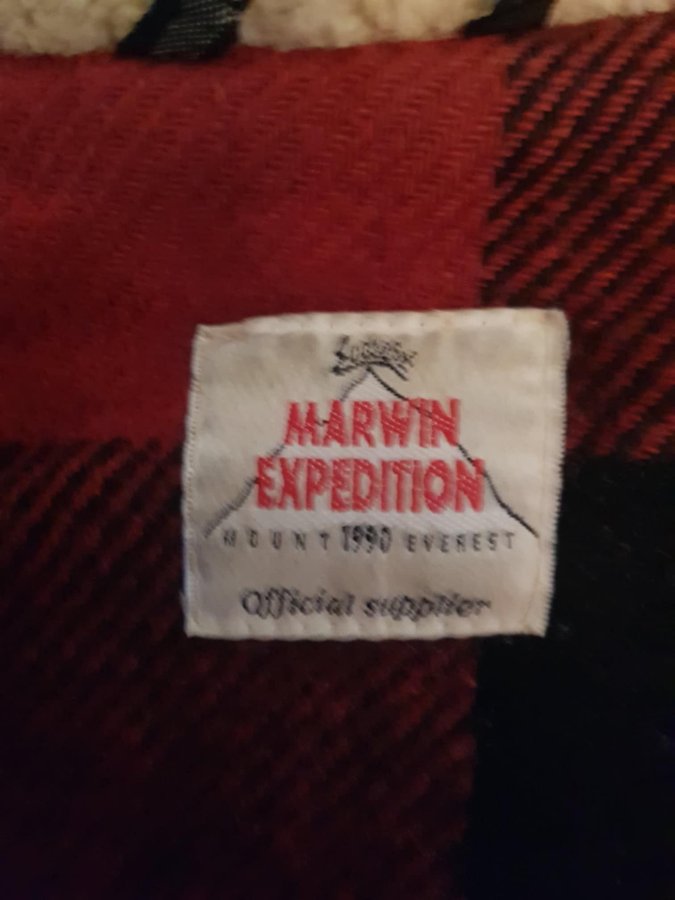 MARWIN
EXPEDITION
MOUNT 1990 EVEREST
Official supplier